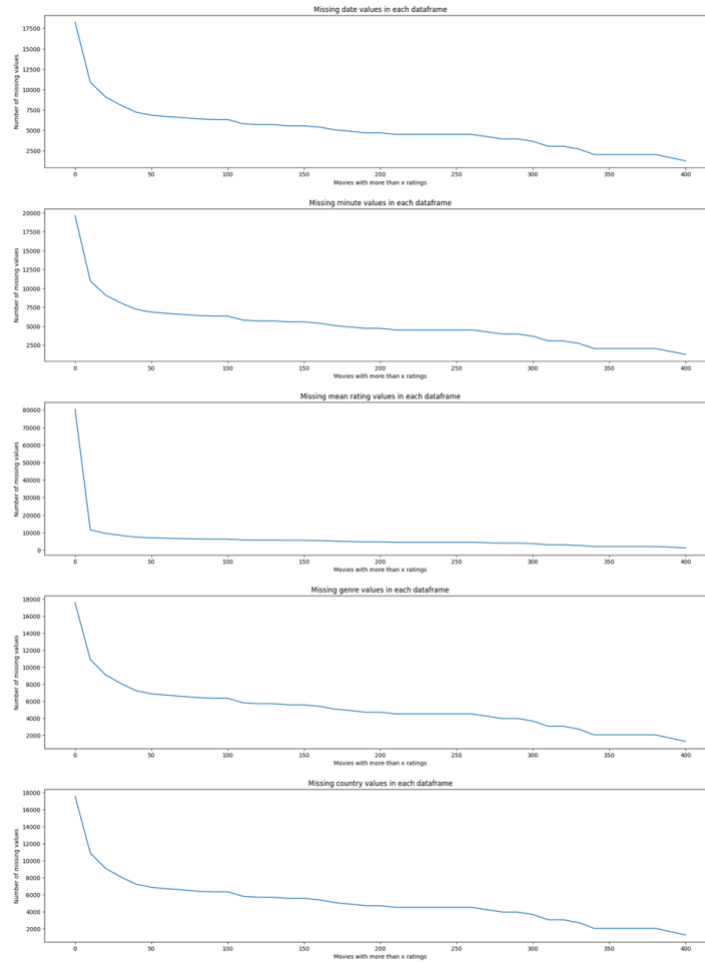 Missing date values in each dataframe
Number of missing values
17500
15000
12500
10000
7500
5000
2500
0 50 100 150 200 250 300 350 400
Movies with more than x ratings
Missing minute values in each dataframe
Number of missing values
20000
17500
15000
12500
10000
7500
5000
2500
0 50 100 150 200 250 300 350 400
Movies with more than x ratings
Missing mean rating values in each dataframe
Number of missing values
80000
70000
60000
50000
40000
30000
20000
10000
0
0 50 100 150 200 250 300 350 400
Movies with more than x ratings
Missing genre values in each dataframe
Number of missing values
18000
16000
14000
12000
10000
8000
6000
4000
2000
0 50 100 150 200 250 300 350 400
Movies with more than x ratings
Missing country values in each dataframe
Number of missing values
18000
16000
14000
12000
10000
8000
6000
4000
2000
0 50 100 150 200 250 300 350 400
Movies with more than x ratings